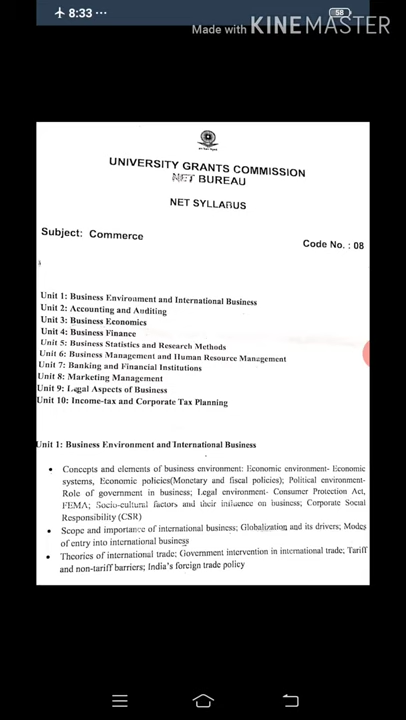 8:33 ...
58
Made with KINEMASTER
UNIVERSITY GRANTS COMMISSION
NET BUREAU
NET SYLLABUS
Subject: Commerce
Code No. : 08
Unit 1: Business Environment and International Business
Unit 2: Accounting and Auditing
Unit 3: Business Economics
Unit 4: Business Finance
Unit 5: Business Statistics and Research Methods
Unit 6: Business Management and Human Resource Management
Unit 7: Banking and Financial Institutions
Unit 8: Marketing Management
Unit 9: Legal Aspects of Business
Unit 10: Income-tax and Corporate Tax Planning
Unit 1: Business Environment and International Business
• Concepts and elements of business environment: Economic environment- Economic
systems, Economic policies(Monetary and fiscal policies); Political environment-
Role of government in business; Legal environment- Consumer Protection Act,
FEMA; Socio-cultural factors and their influence on business; Corporate Social
Responsibility (CSR)
• Scope and importance of international business; Globalization and its drivers; Modes
of entry into international business
• Theories of international trade; Government intervention in international trade; Tariff
and non-tariff barriers; India's foreign trade policy